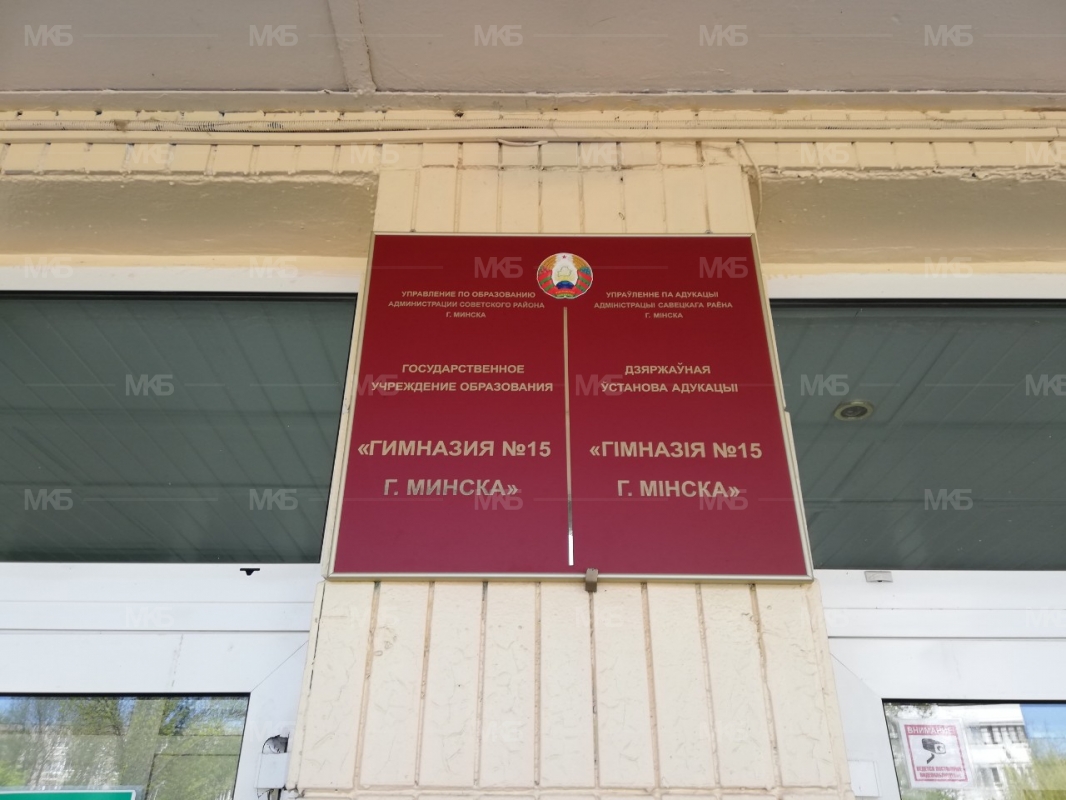 УПРАВЛЕНИЕ ПО ОБРАЗОВАНИЮ
АДМИНИСТРАЦИИ СОВЕТСКОГО РАЙОНА
Г. МИНСКА
ГОСУДАРСТВЕННОЕ
УЧРЕЖДЕНИЕ ОБРАЗОВАНИЯ
«ГИМНАЗИЯ №15
Г. МИНСКА»
УПРАЎЛЕННЕ ПА АДУКАЦЫІ
АДМІНІСТРАЦЫІ САВЕЦКАГА РАЁНА
Г. МІНСКА
ДЗЯРЖАЎНАЯ
ЎСТАНОВА АДУКАЦЫІ
«ГІМНАЗІЯ №15
Г. МІНСКА»
ВНИМАНИЕ
МКБ